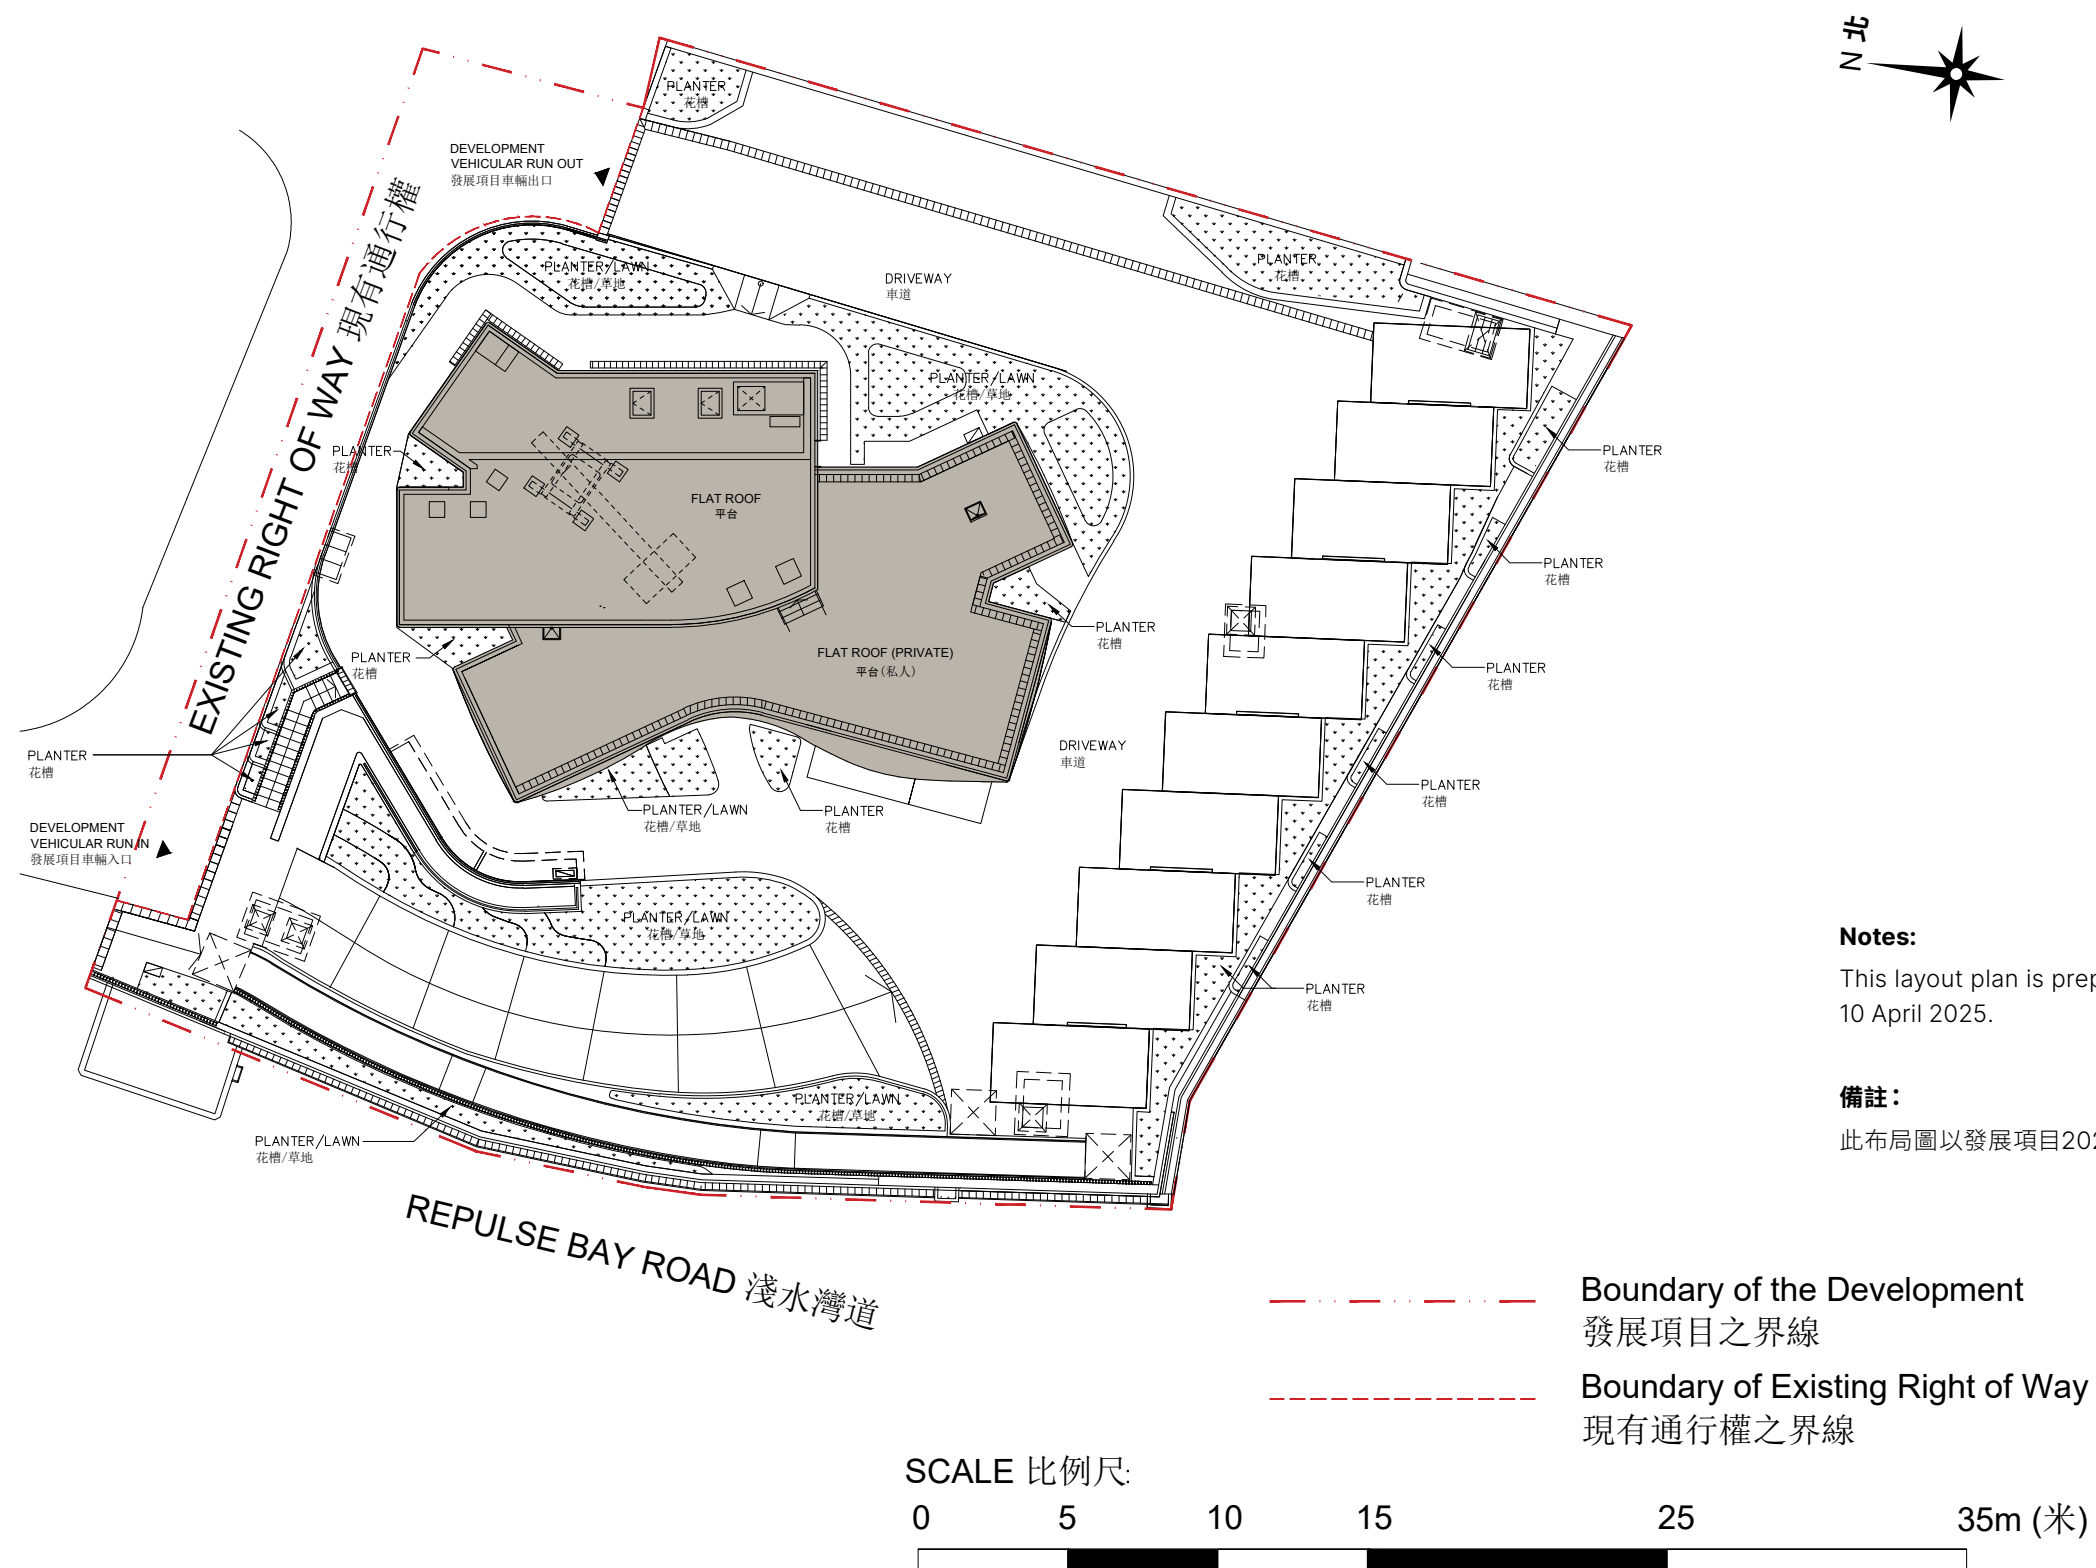 北
N
PLANTER
花槽
DEVELOPMENT
VEHICULAR RUN OUT
發展項目車輛出口
EXISTING RIGHT OF WAY 現有通行權
PLANTER/LAWN
花槽/草地
DRIVEWAY
車道
PLANTER
花槽
PLANTER/LAWN
花槽/草地
PLANTER
花槽
PLANTER
花槽
FLAT ROOF
平台
PLANTER
花槽
PLANTER
花槽
PLANTER
花槽
FLAT ROOF (PRIVATE)
平台(私人)
PLANTER
花槽
PLANTER
花槽
DRIVEWAY
車道
PLANTER
花槽
PLANTER
花槽
PLANTER/LAWN
花槽/草地
PLANTER
花槽
DEVELOPMENT
VEHICULAR RUN IN
發展項目車輛入口
PLANTER
花槽
PLANTER/LAWN
花槽/草地
PLANTER
花槽
PLANTER/LAWN
花槽/草地
PLANTER/LAWN
花槽/草地
REPULSE BAY ROAD 淺水灣道
Notes:
This layout plan is prep
10 April 2025.
備註：
此布局圖以發展項目202
Boundary of the Development
發展項目之界線
Boundary of Existing Right of Way
現有通行權之界線
SCALE 比例尺:
0 5 10 15 25 35m (米)